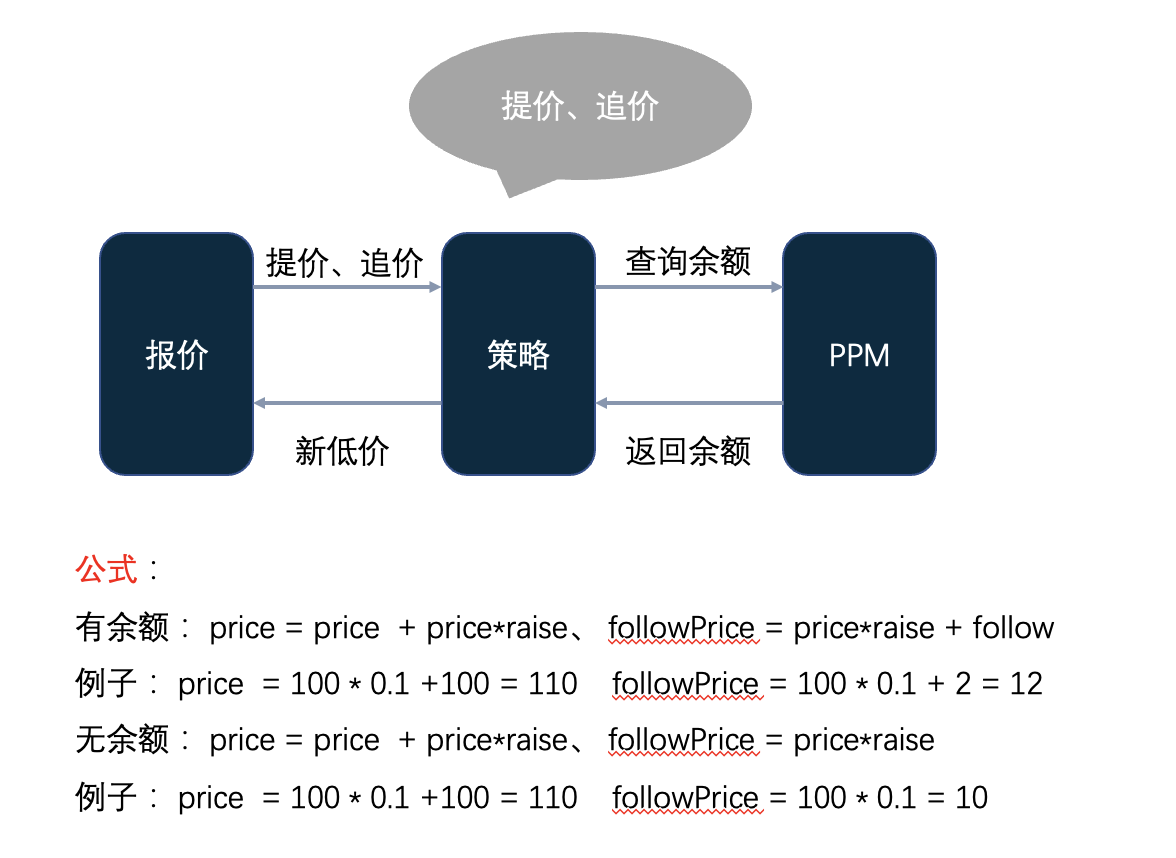 提价、追价
提价、追价
查询余额
报价
策略
PPM
新低价
返回余额
公式：
有余额： price = price + price*raise、 followPrice = price*raise + follow
例子： price = 100 * 0.1 +100 = 110 followPrice = 100 * 0.1 + 2 = 12
无余额： price = price + price*raise、 followPrice = price*raise
例子： price = 100 * 0.1 +100 = 110 followPrice = 100 * 0.1 = 10